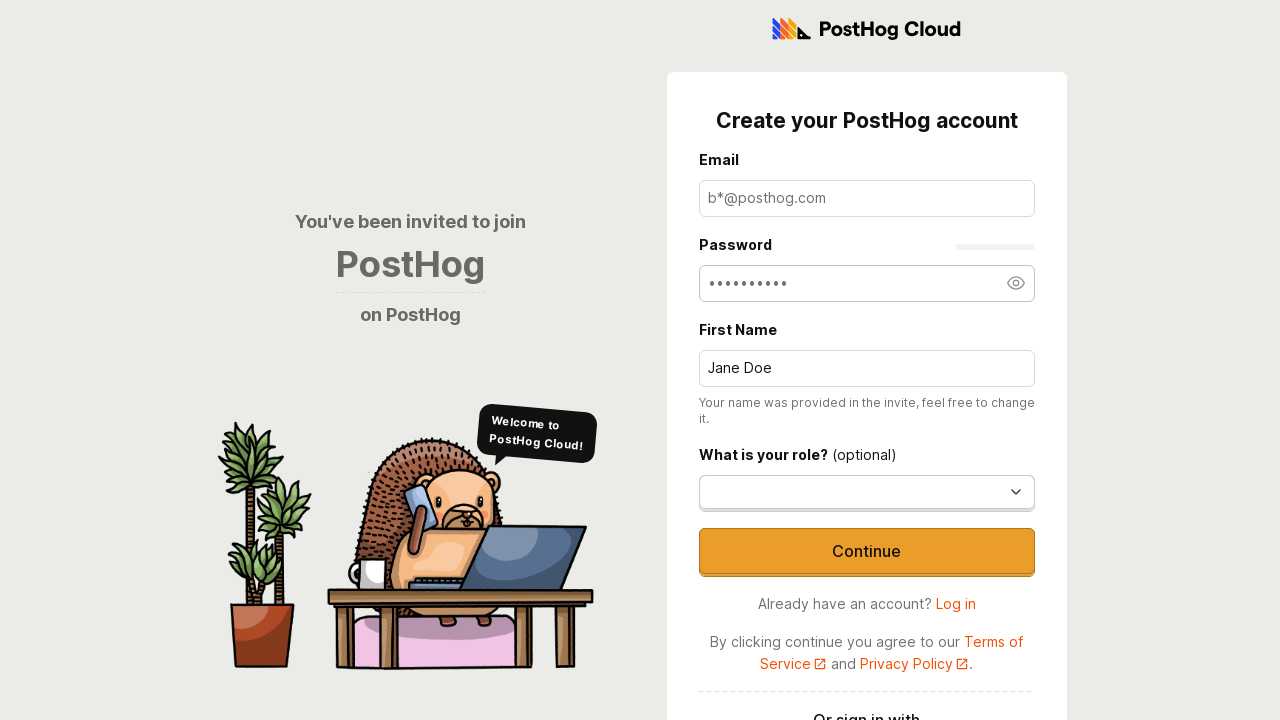 PostHog Cloud
You've been invited to join
PostHog
on PostHog
Welcome to
PostHog Cloud!
Create your PostHog account
Email
b*@posthog.com
Password
••••••••••
First Name
Jane Doe
Your name was provided in the invite, feel free to change
it.
What is your role? (optional)
Continue
Already have an account? Log in
By clicking continue you agree to our Terms of
Service and Privacy Policy.
Or sign in with